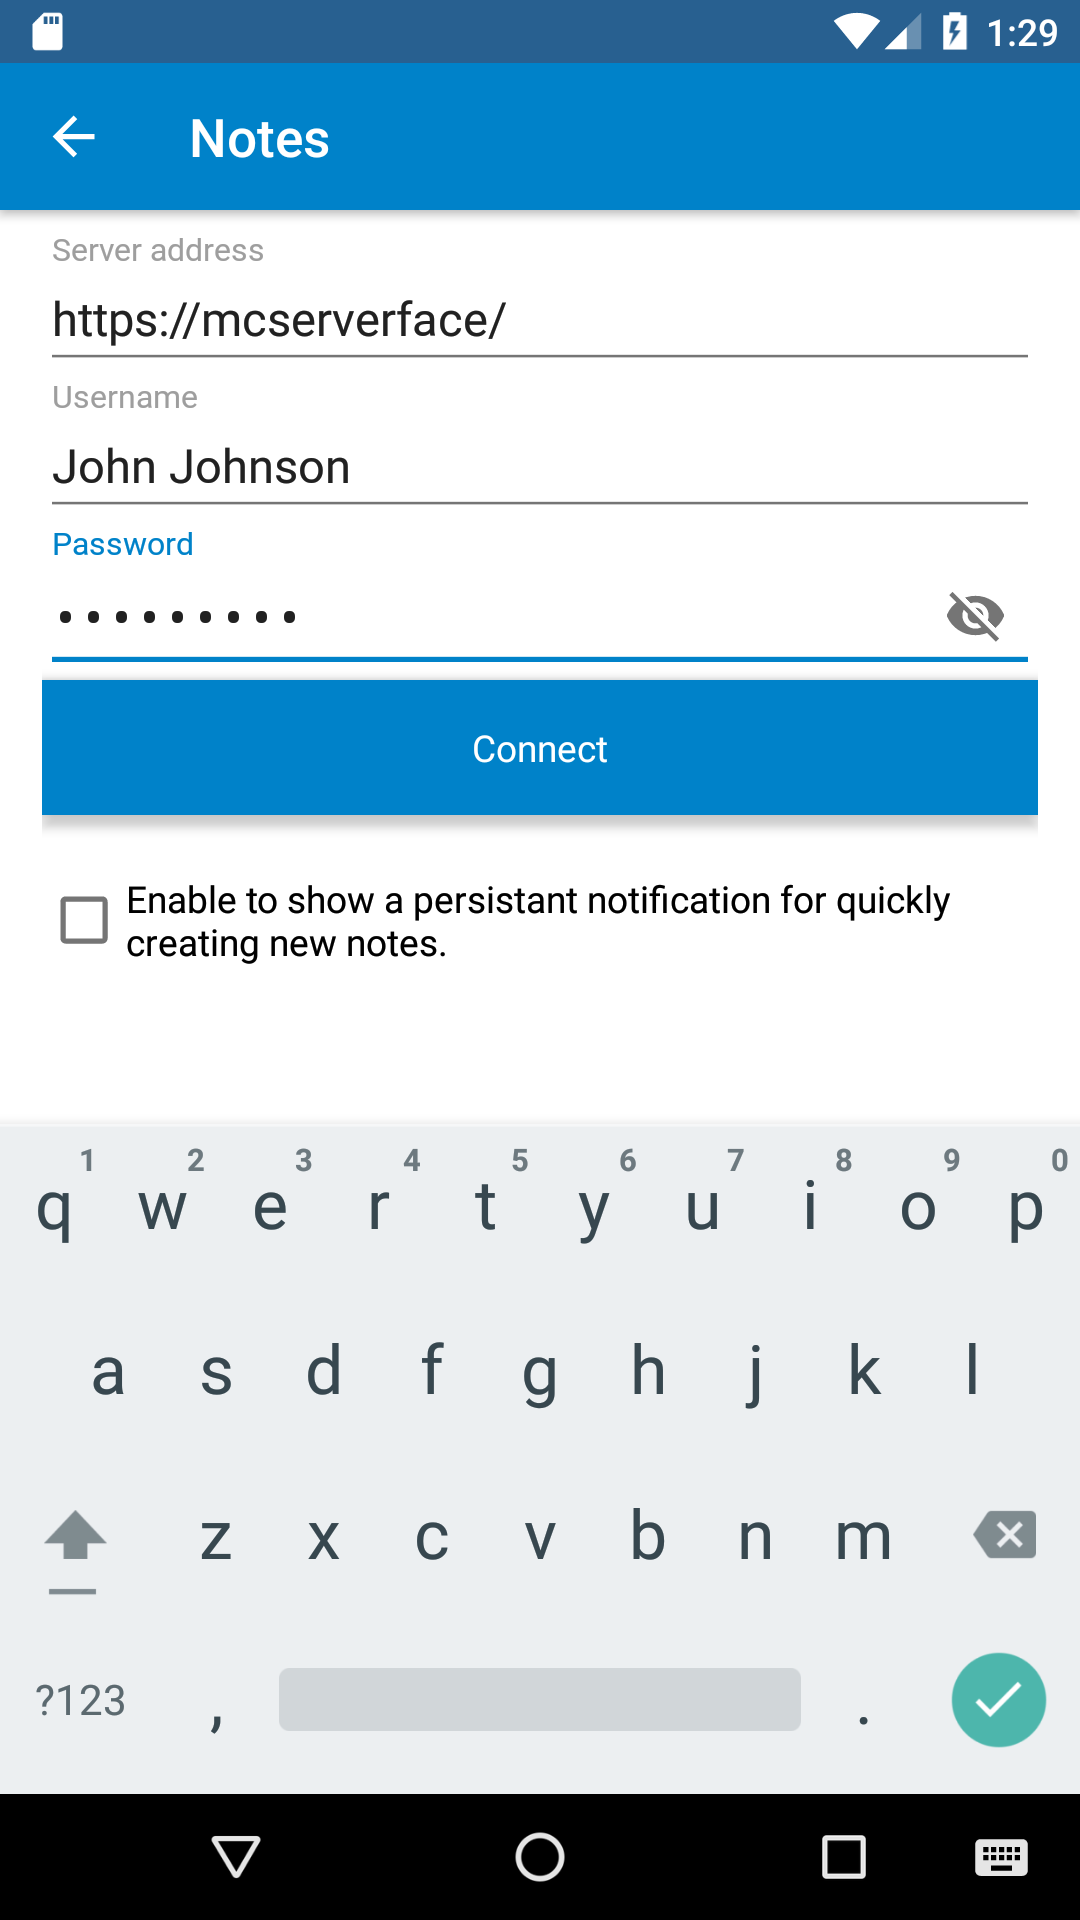 1:29
Notes
Server address
https://mcserverface/
Username
John Johnson
Password
•••••••••
Connect
Enable to show a persistant notification for quickly
creating new notes.
1 2 3 4 5 6 7 8 9 0
q w e r t y u i o p
a s d f g h j k l
z x c v b n m
?123 , .